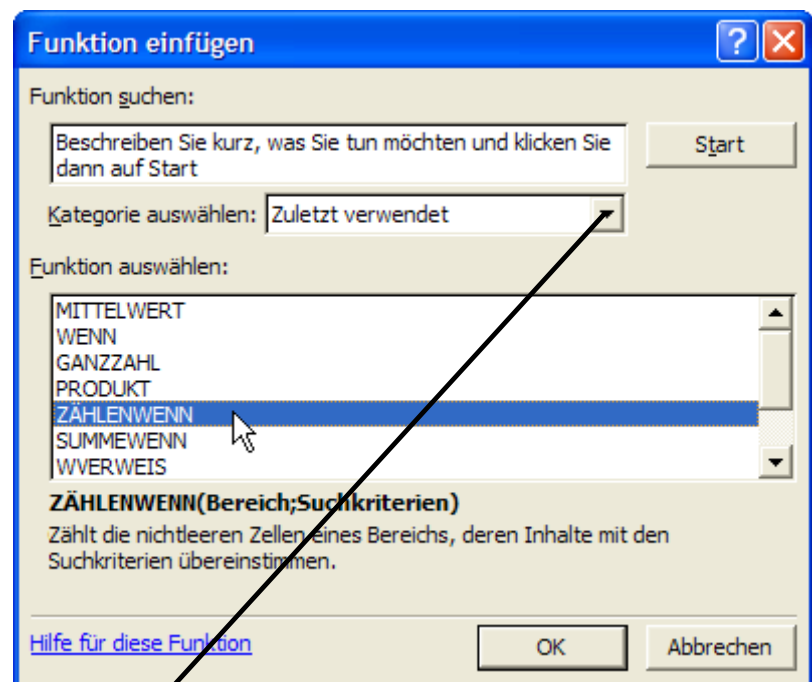 Funktion einfügen
Funktion suchen:
Beschreiben Sie kurz, was Sie tun möchten und klicken Sie
dann auf Start
Start
Kategorie auswählen: Zuletzt verwendet
Funktion auswählen:
MITTELWERT
WENN
GANZZAHL
PRODUKT
ZÄHLENWENN
SUMMEWENN
WVERWEIS
ZÄHLENWENN(Bereich;Suchkriterien)
Zählt die nichtleeren Zellen eines Bereichs, deren Inhalte mit den
Suchkriterien übereinstimmen.
Hilfe für diese Funktion
OK
Abbrechen